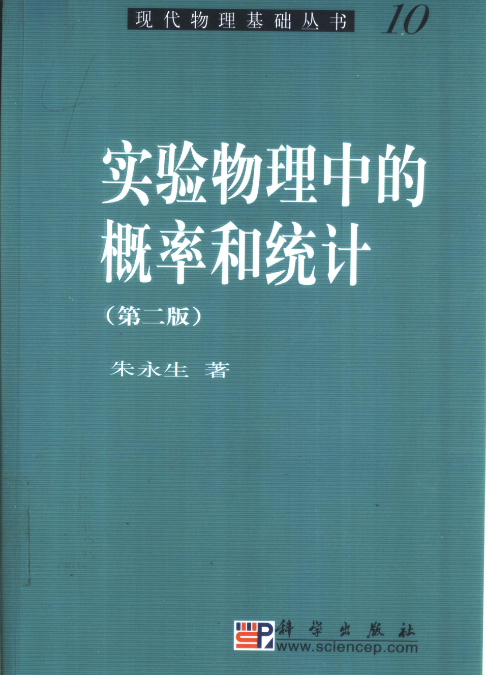 现代物理基础丛书 10
实验物理中的
概率和统计
(第二版)
朱永生 著
科学出版社
www.sciencep.com